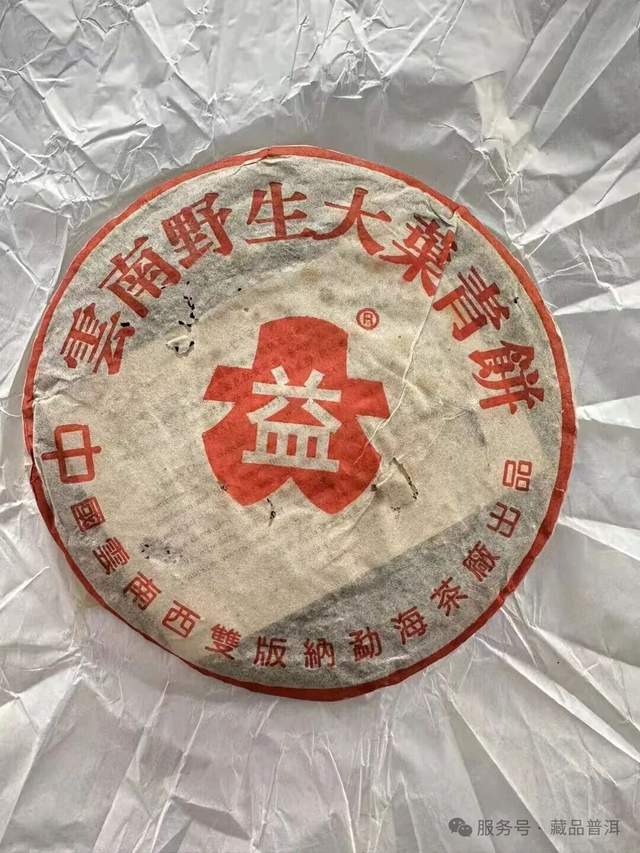 雲南野生大葉青餅
益
®
中國雲南西雙版納勐海茶廠出品
服务号 · 藏品普洱